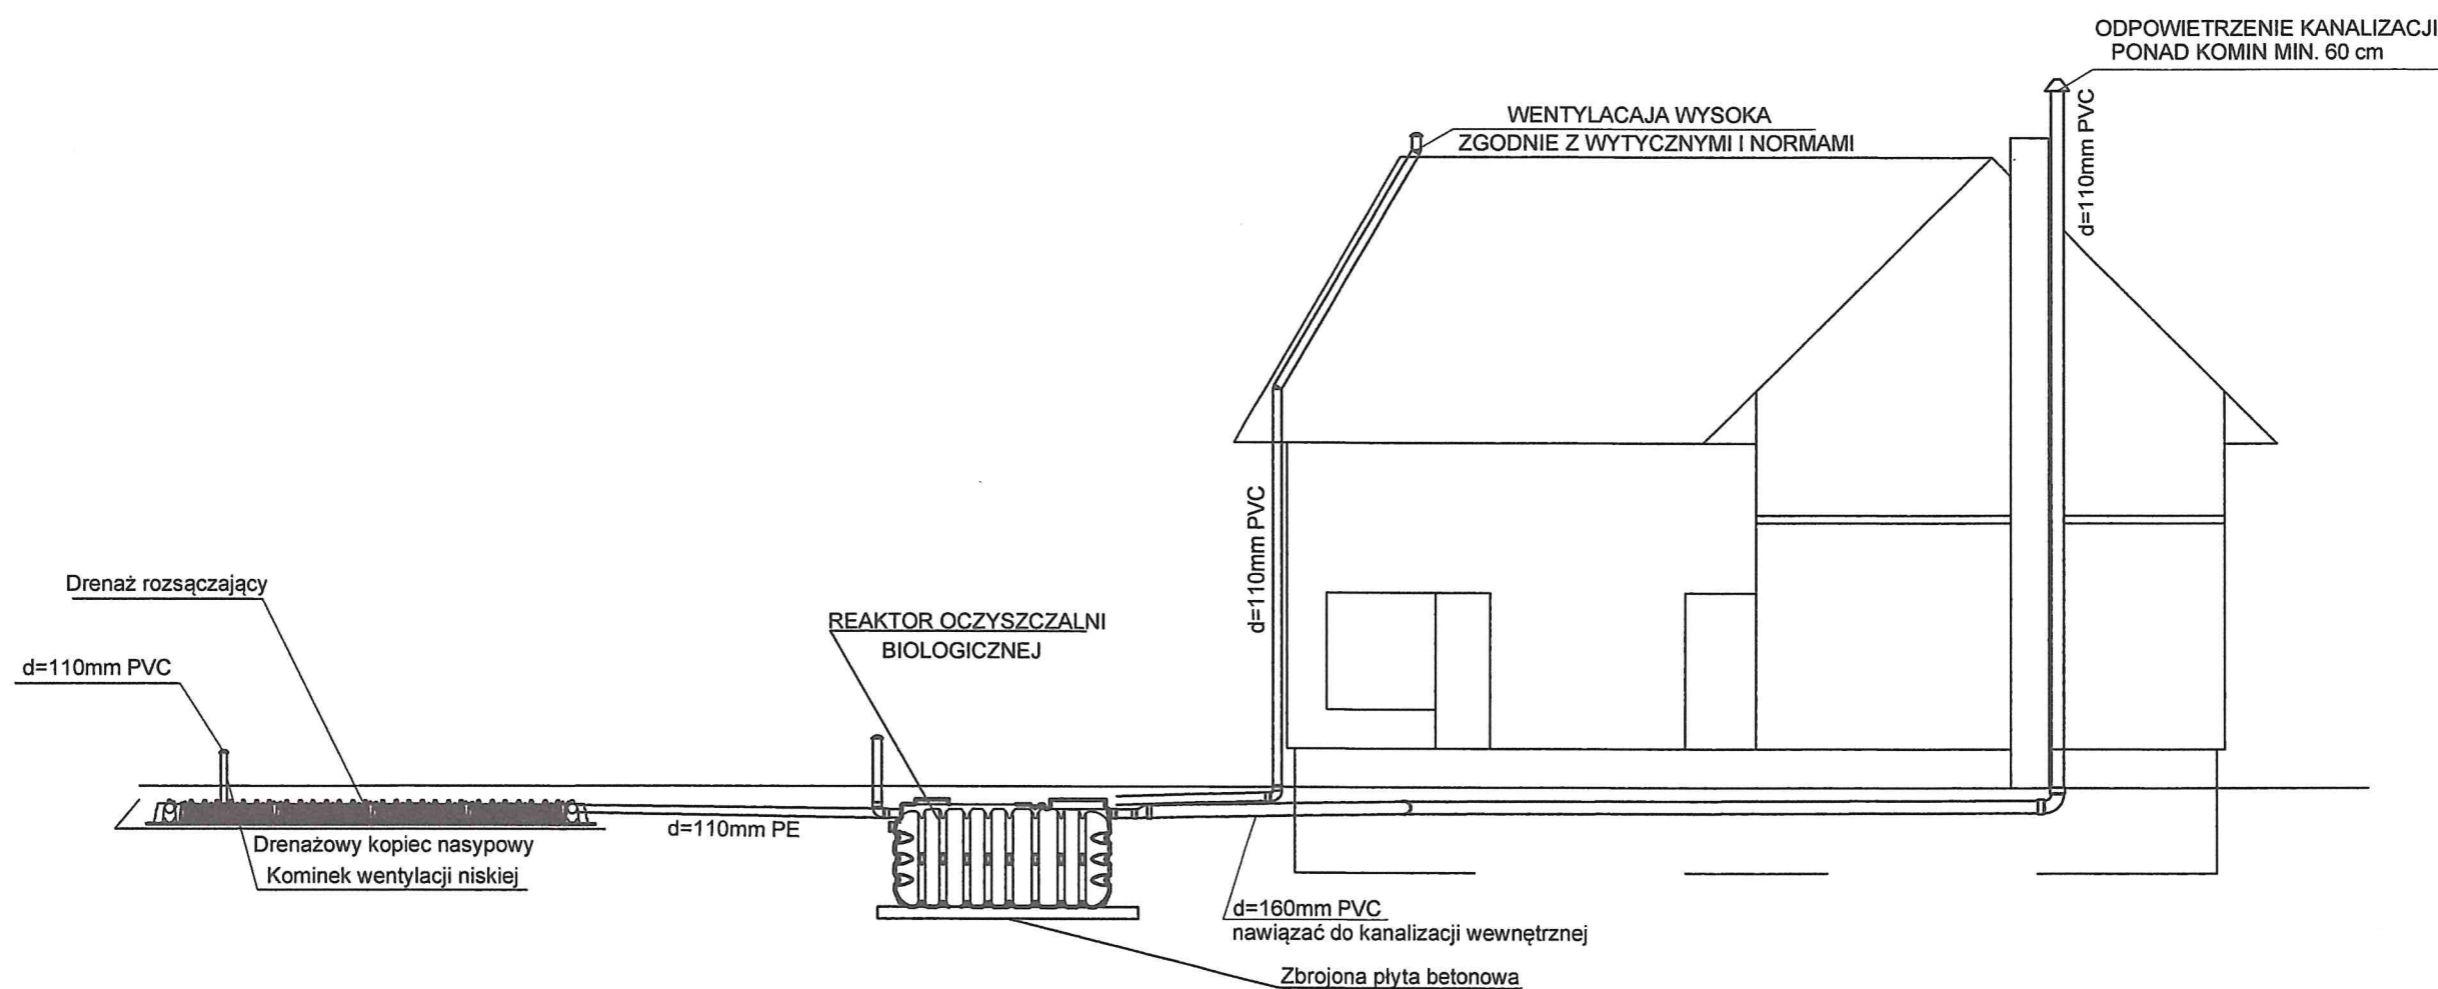 ODPOWIETRZENIE KANALIZACJI
PONAD KOMIN MIN. 60 cm
WENTYLACAJA WYSOKA
ZGODNIE Z WYTYCZNYMI I NORMAMI
d=110mm PVC
d=110mm PVC
Drenaż rozsączający
REAKTOR OCZYSZCZALNI
BIOLOGICZNEJ
d=110mm PVC
d=110mm PE
Drenażowy kopiec nasypowy
Kominek wentylacji niskiej
d=160mm PVC
nawiązać do kanalizacji wewnętrznej
Zbrojona płyta betonowa